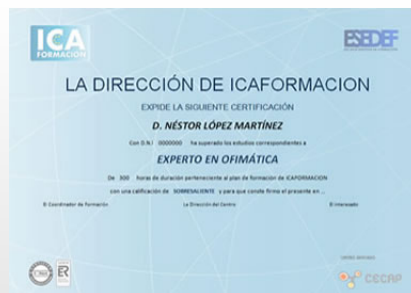 ICA
FORMACIÓN
ESEDEF
LA DIRECCIÓN DE ICAFORMACION
EXPIDE LA SIGUIENTE CERTIFICACIÓN
D. NÉSTOR LÓPEZ MARTÍNEZ
Con D.N.I 0000000 ha superado los estudios correspondientes a
EXPERTO EN OFIMÁTICA
De 300 horas de duración perteneciente al plan de formación de ICAFORMACION
con una calificación de SOBRESALIENTE y para que conste firmo el presente en ...
El Coordinador de Formación La Dirección del Centro El interesado
ER
CECAP